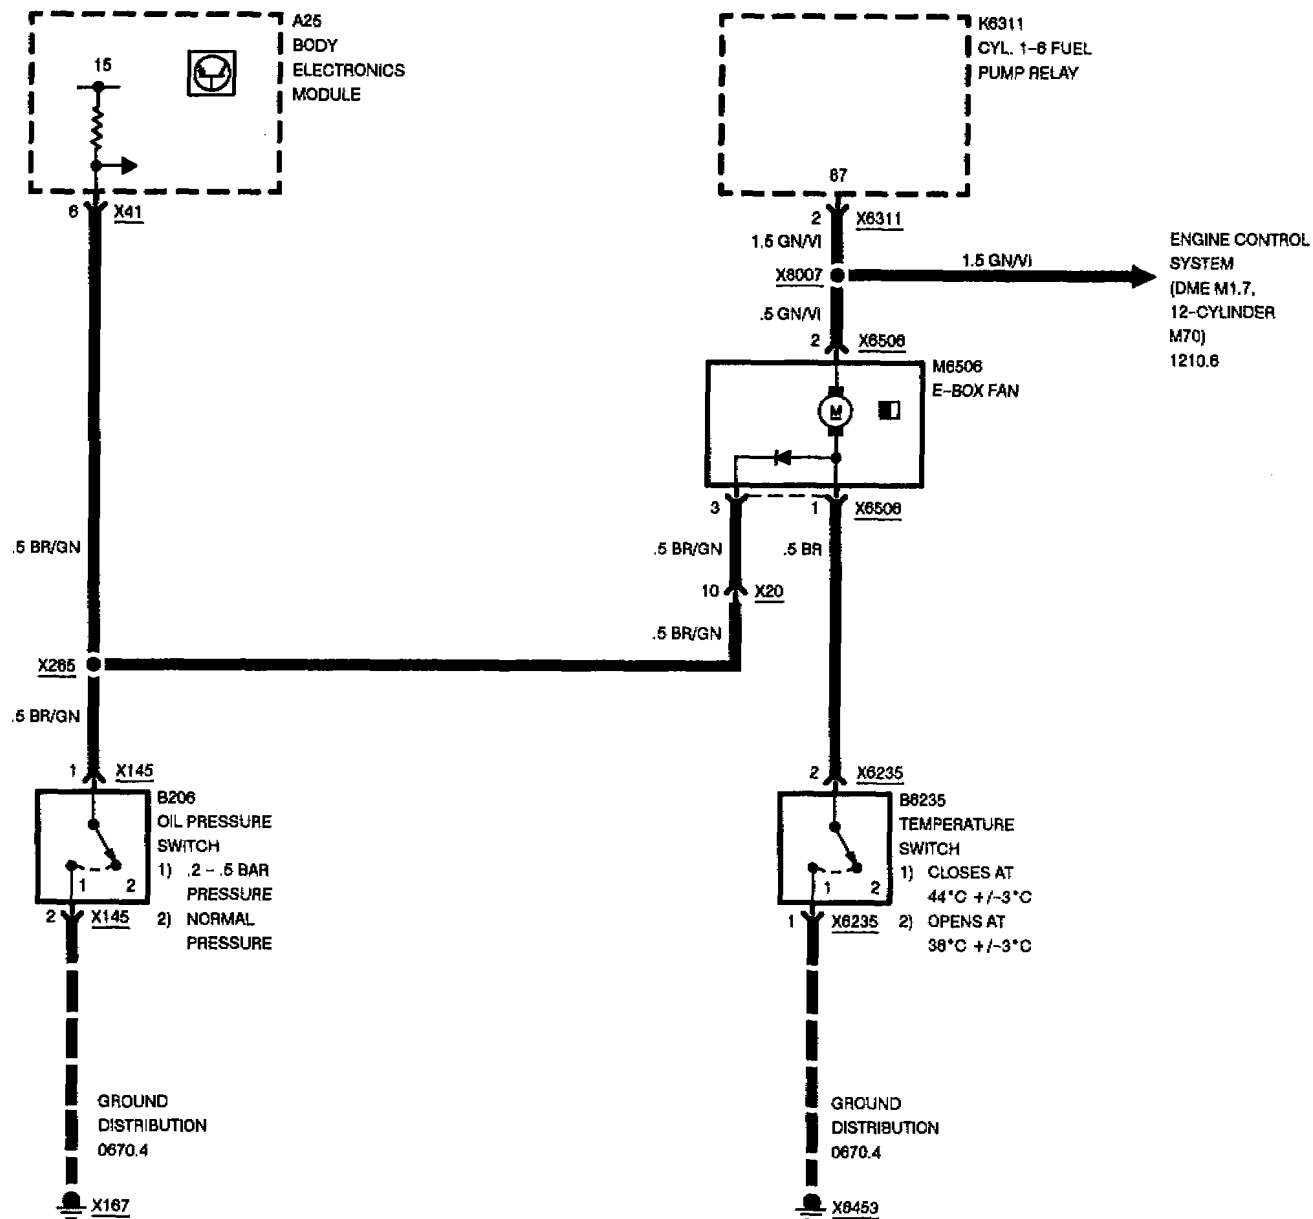 A25
BODY
ELECTRONICS
MODULE
15
6 X41
K6311
CYL. 1-6 FUEL
PUMP RELAY
87
2 X6311
1.5 GN/VI
X8007
1.5 GN/VI
ENGINE CONTROL
SYSTEM
(DME M1.7,
12-CYLINDER
M70)
1210.6
.5 GN/VI
2 X6506
M6506
E-BOX FAN
M
3
1 X6506
.5 BR/GN
.5 BR/GN
.5 BR
10 X20
.5 BR/GN
X265
.5 BR/GN
1 X145
B206
OIL PRESSURE
SWITCH
1) .2 - .5 BAR
PRESSURE
2) NORMAL
PRESSURE
1 2
2 X145
2 X6235
B6235
TEMPERATURE
SWITCH
1) CLOSES AT
44°C +/-3°C
2) OPENS AT
38°C +/-3°C
1 2
1 X6235
GROUND
DISTRIBUTION
0670.4
X167
GROUND
DISTRIBUTION
0670.4
X6453